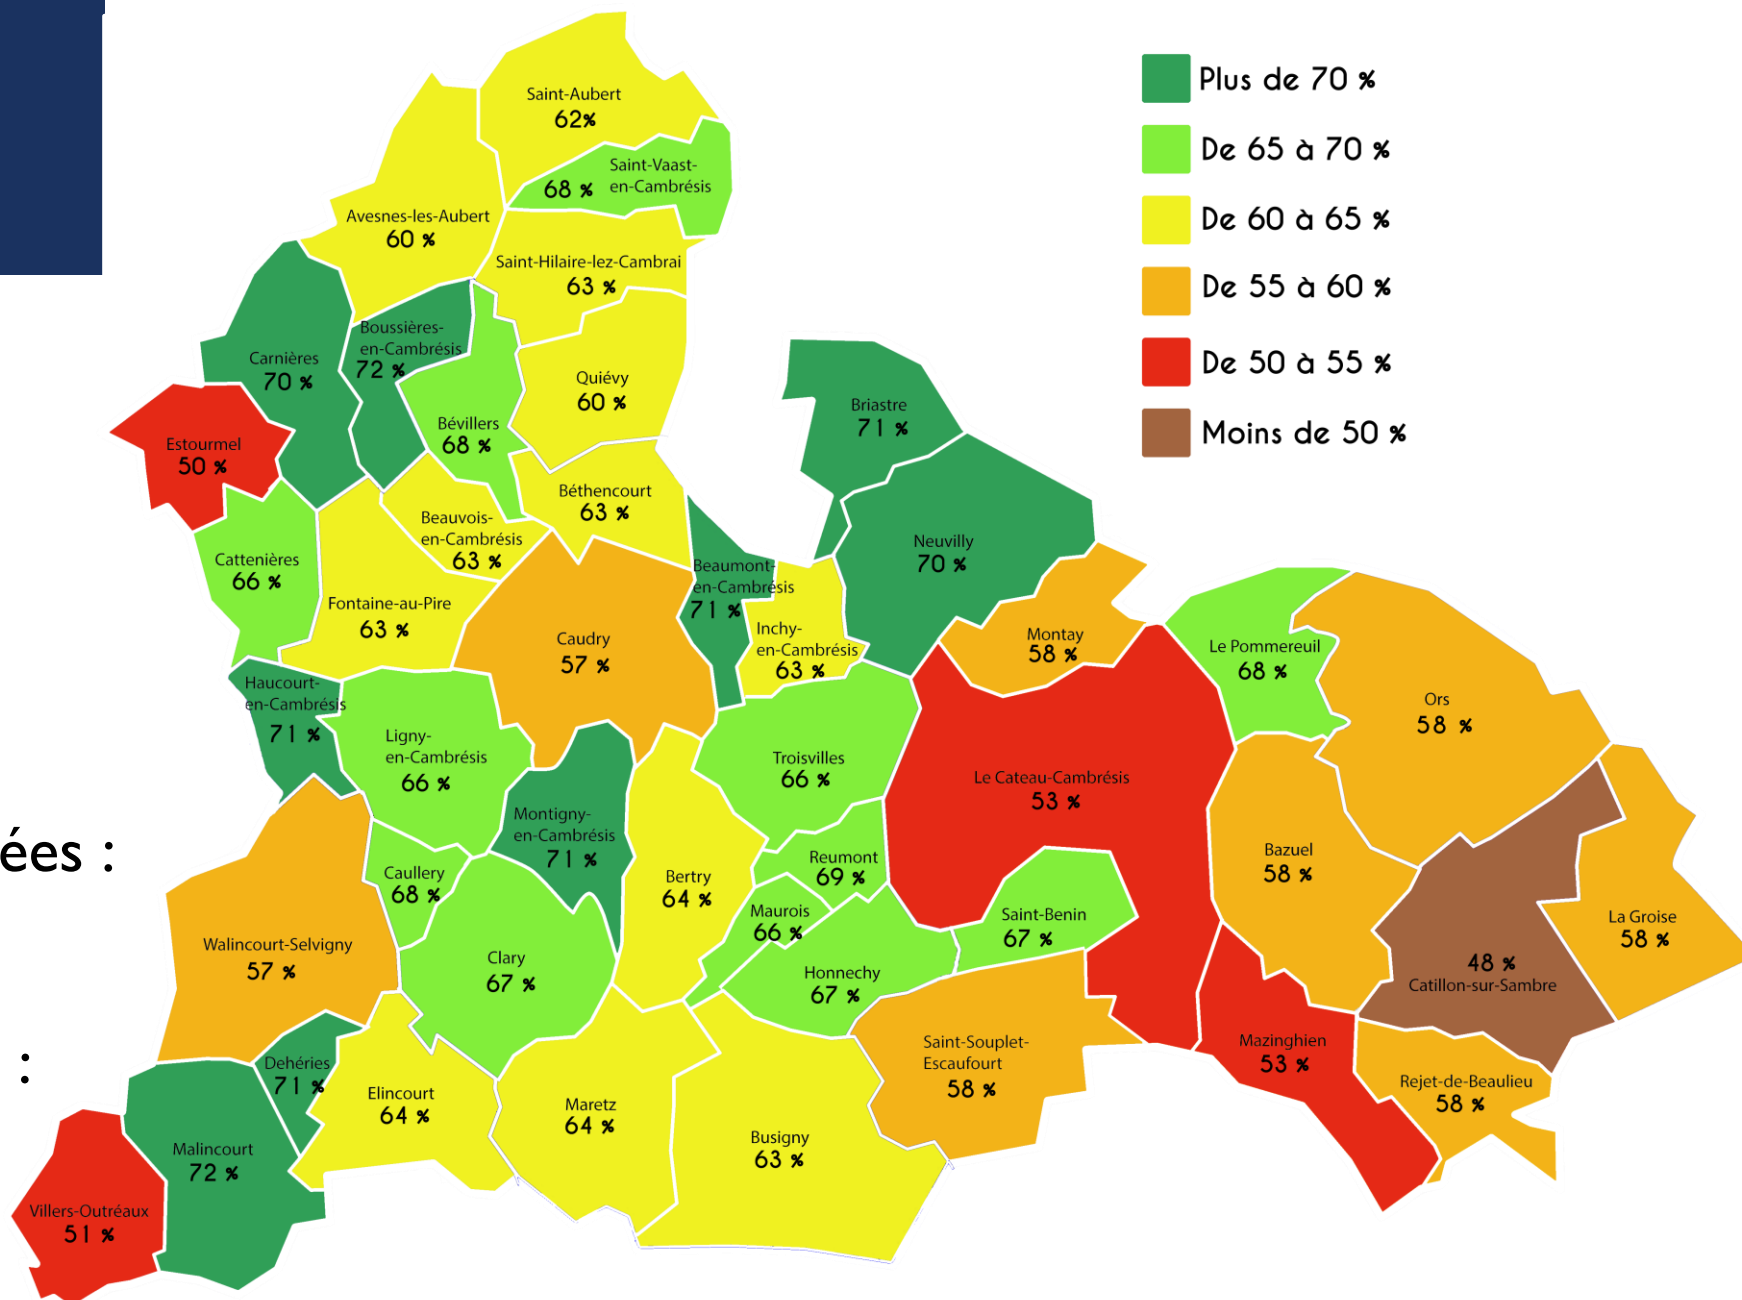 Plus de 70 %
De 65 à 70 %
De 60 à 65 %
De 55 à 60 %
De 50 à 55 %
Moins de 50 %
Saint-Aubert
62%
Saint-Vaast-
en-Cambrésis
68 %
Avesnes-les-Aubert
60 %
Saint-Hilaire-lez-Cambrai
63 %
Boussières-
en-Cambrésis
72 %
Carnières
70 %
Quiévy
60 %
Briastre
71 %
Bévillers
68 %
Estourmel
50 %
Béthencourt
63 %
Beauvois-
en-Cambrésis
63 %
Neuvilly
70 %
Cattenières
66 %
Beaumont-
en-Cambrésis
71 %
Fontaine-au-Pire
63 %
Caudry
57 %
Inchy-
en-Cambrésis
63 %
Montay
58 %
Le Pommereuil
68 %
Haucourt-
en-Cambrésis
71 %
Ors
58 %
Ligny-
en-Cambrésis
66 %
Troisvilles
66 %
Le Cateau-Cambrésis
53 %
Montigny-
en-Cambrésis
71 %
ées :
Reumont
69 %
Bazuel
58 %
Caullery
68 %
Bertry
64 %
Maurois
66 %
Saint-Benin
67 %
La Groise
58 %
Walincourt-Selvigny
57 %
Clary
67 %
Honnechy
67 %
48 %
Catillon-sur-Sambre
Saint-Souplet-
Escaufourt
58 %
Mazinghien
53 %
:
Dehéries
71 %
Elincourt
64 %
Maretz
64 %
Rejet-de-Beaulieu
58 %
Busigny
63 %
Malincourt
72 %
Villers-Outréaux
51 %